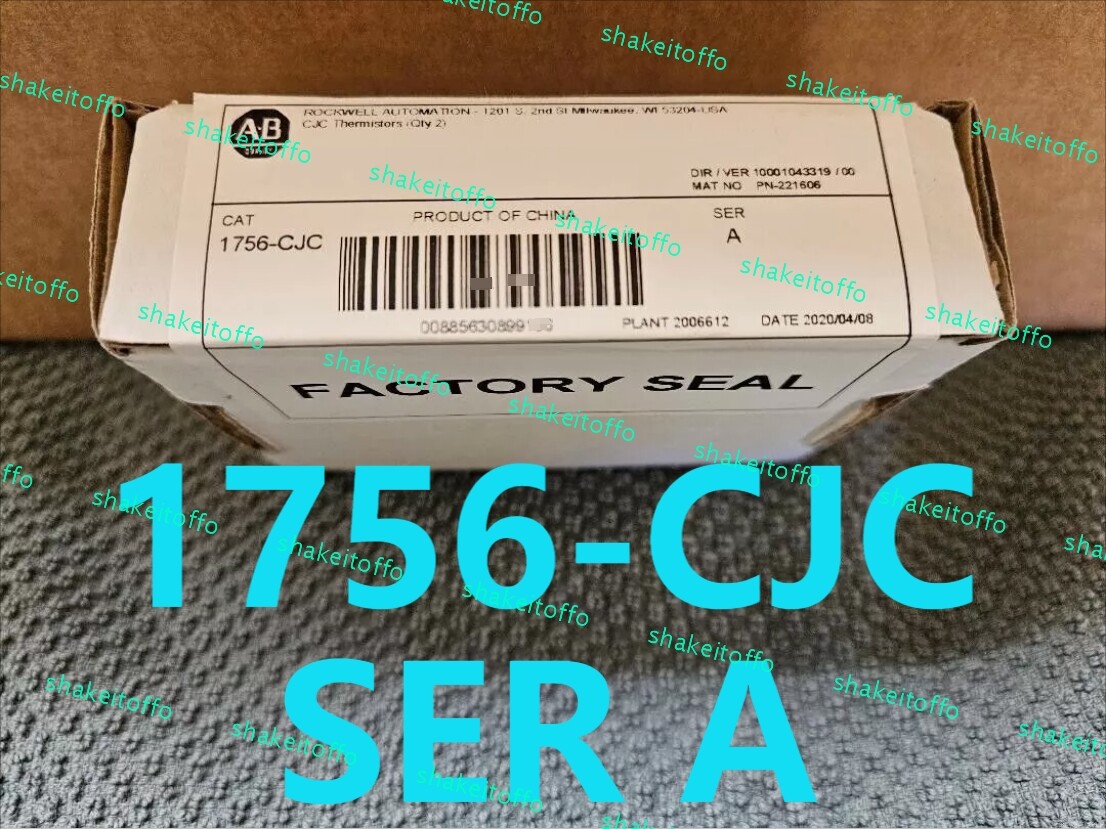 ROCKWELL AUTOMATION - 1201 S. 2nd St Milwaukee, WI 53204-USA
CJC Thermistors (Qty 2)
A·B
DIR / VER 10001043319 / 00
MAT NO PN-221606
CAT
1756-CJC
PRODUCT OF CHINA
SER
A
PLANT 2006612
DATE 2020/04/08
FACTORY SEAL
1756-CJC
SER A
shakeitoffo